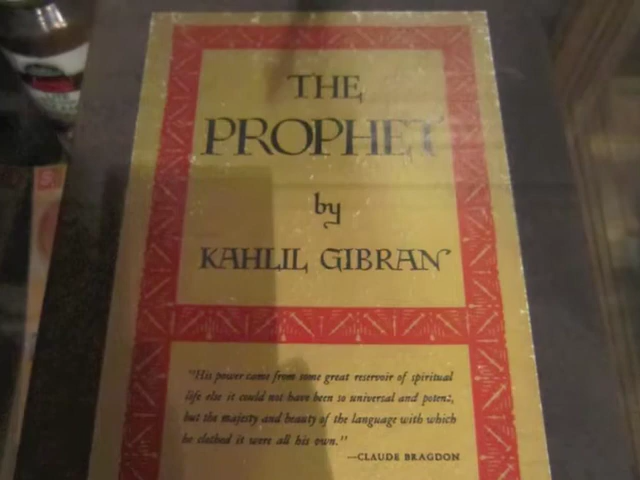 THE
PROPHET
by
KAHLIL GIBRAN
"His power came from some great reservoir of spiritual
life else it could not have been so universal and potent,
but the majesty and beauty of the language with which
he clothed it were all his own."
—CLAUDE BRAGDON